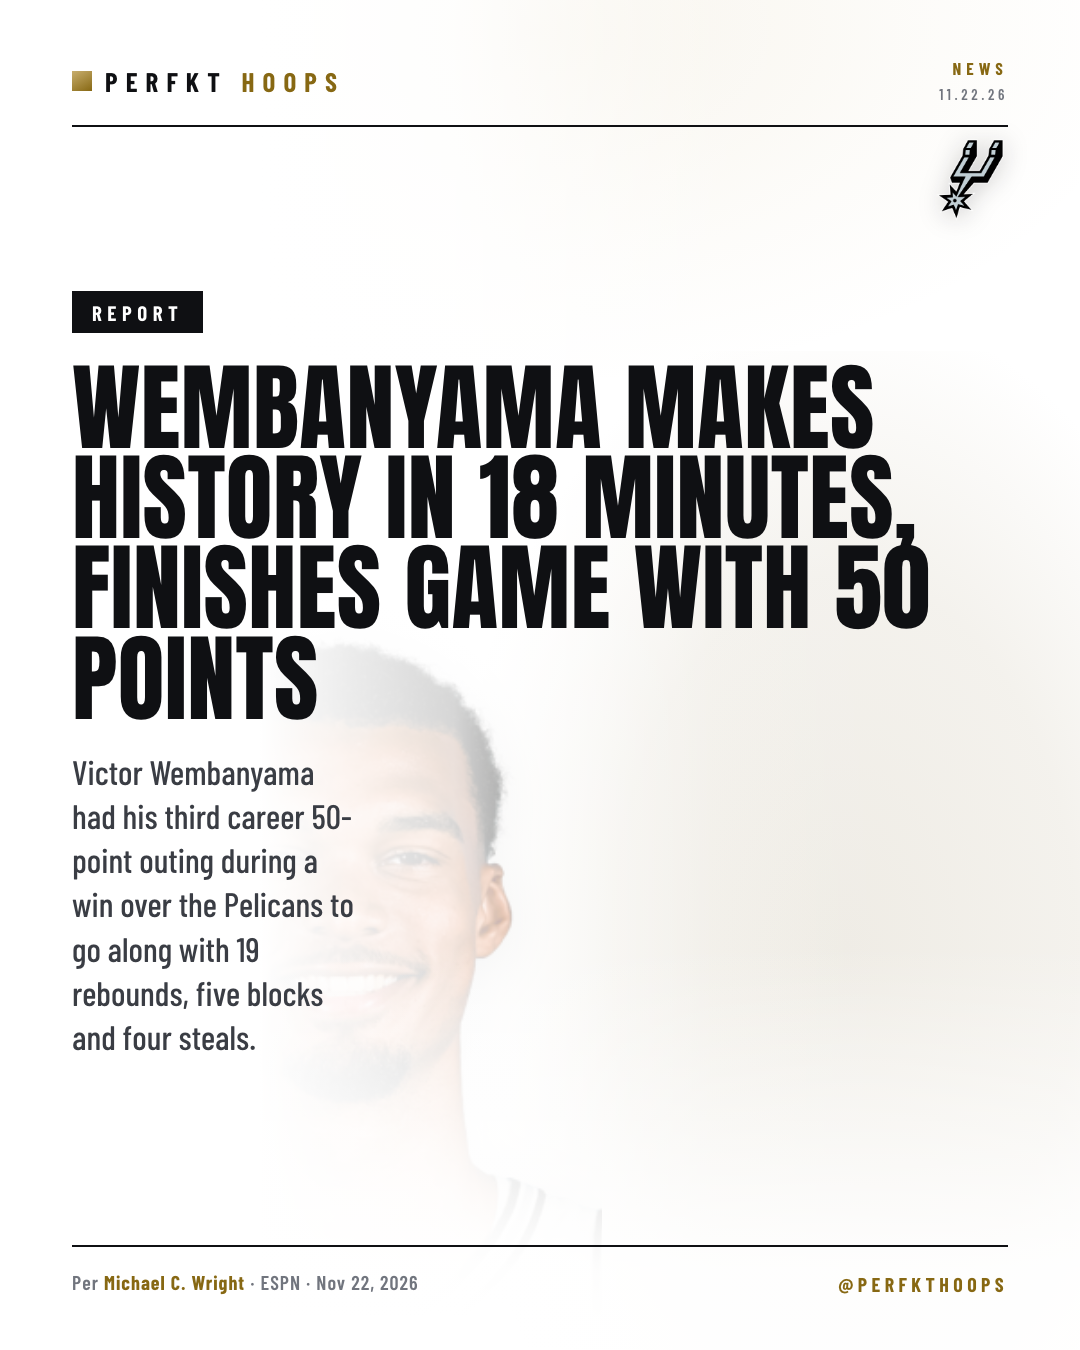 PERFKT HOOPS
NEWS
11.22.26
REPORT
WEMBANYAMA MAKES
HISTORY IN 18 MINUTES,
FINISHES GAME WITH 50
POINTS
Victor Wembanyama
had his third career 50-
point outing during a
win over the Pelicans to
go along with 19
rebounds, five blocks
and four steals.
Per Michael C. Wright · ESPN · Nov 22, 2026
@PERFKTHOOPS